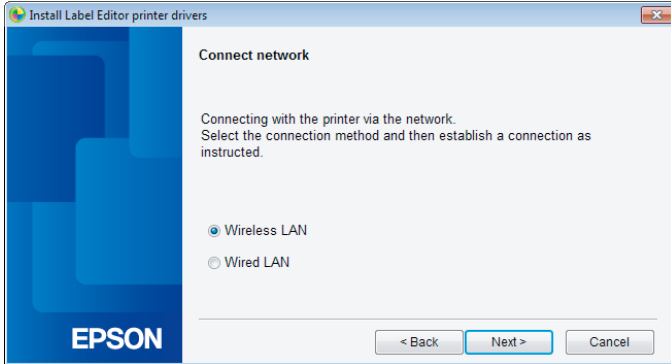 Install Label Editor printer drivers
Connect network
Connecting with the printer via the network.
Select the connection method and then establish a connection as
instructed.
Wireless LAN
Wired LAN
EPSON
< Back
Next >
Cancel